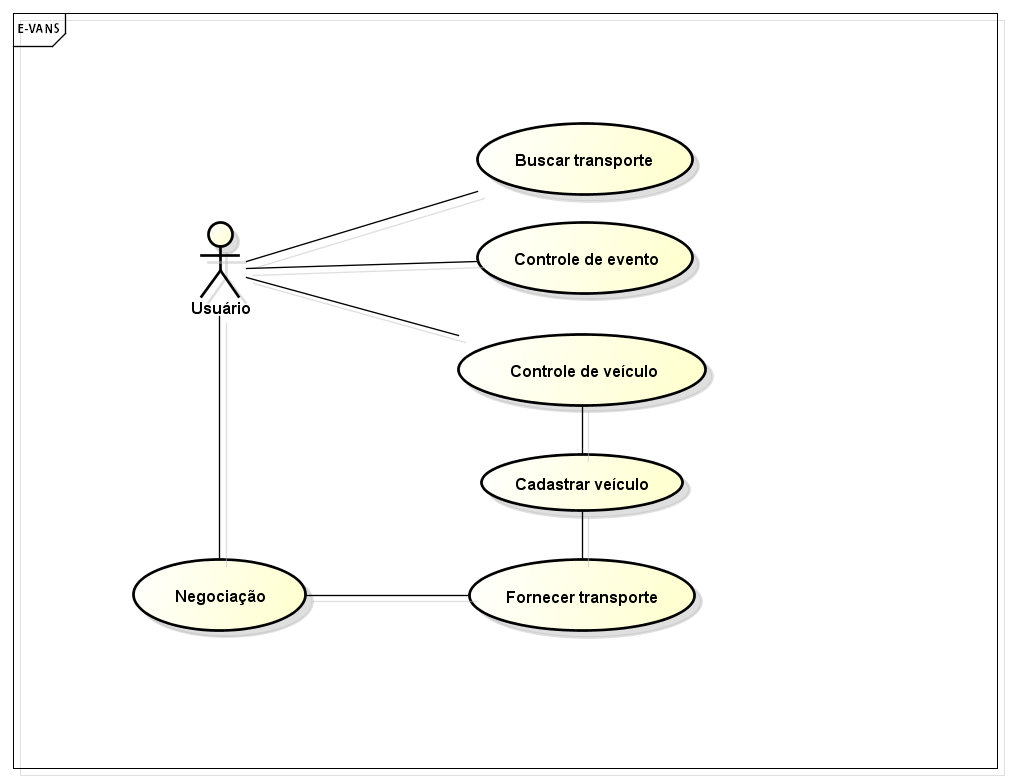 E-VANS
Buscar transporte
Controle de evento
Usuário
Controle de veículo
Cadastrar veículo
Negociação
Fornecer transporte